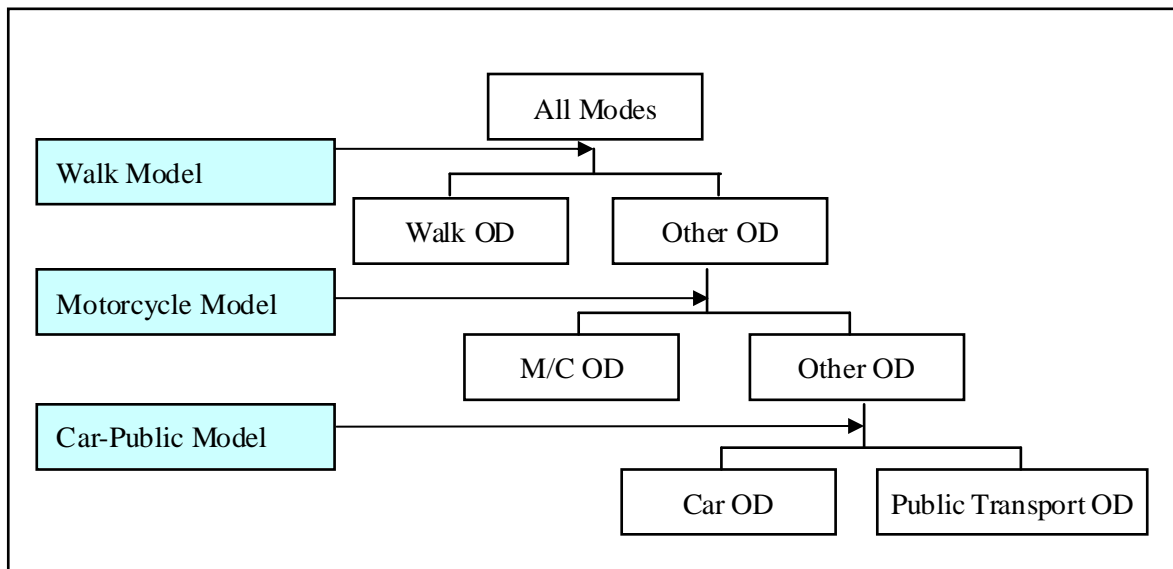 All Modes
Walk Model
Walk OD
Other OD
Motorcycle Model
M/C OD
Other OD
Car-Public Model
Car OD
Public Transport OD